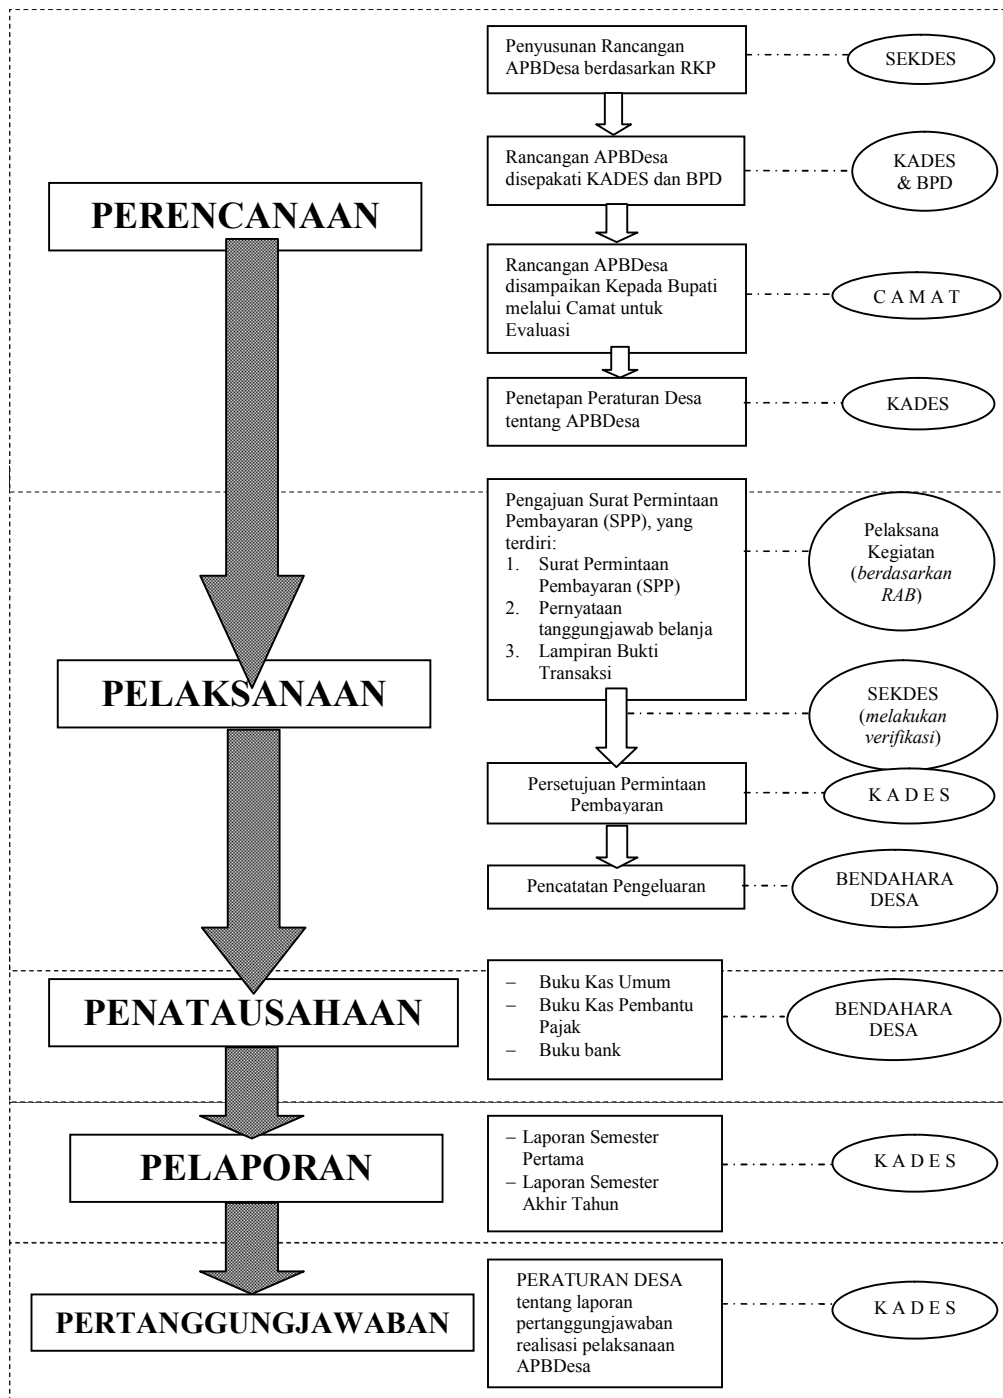 Penyusunan Rancangan
APBDesa berdasarkan RKP
SEKDES
Rancangan APBDesa
disepakati KADES dan BPD
KADES
& BPD
PERENCANAAN
Rancangan APBDesa
disampaikan Kepada Bupati
melalui Camat untuk
Evaluasi
C A M A T
Penetapan Peraturan Desa
tentang APBDesa
KADES
Pengajuan Surat Permintaan
Pembayaran (SPP), yang
terdiri:
1. Surat Permintaan
Pembayaran (SPP)
2. Pernyataan
tanggungjawab belanja
3. Lampiran Bukti
Transaksi
Pelaksana
Kegiatan
(berdasarkan
RAB)
PELAKSANAAN
SEKDES
(melakukan
verifikasi)
Persetujuan Permintaan
Pembayaran
K A D E S
Pencatatan Pengeluaran
BENDAHARA
DESA
PENATAUSAHAAN
– Buku Kas Umum
– Buku Kas Pembantu
Pajak
– Buku bank
BENDAHARA
DESA
PELAPORAN
– Laporan Semester
Pertama
– Laporan Semester
Akhir Tahun
K A D E S
PERTANGGUNGJAWABAN
PERATURAN DESA
tentang laporan
pertanggungjawaban
realisasi pelaksanaan
APBDesa
K A D E S